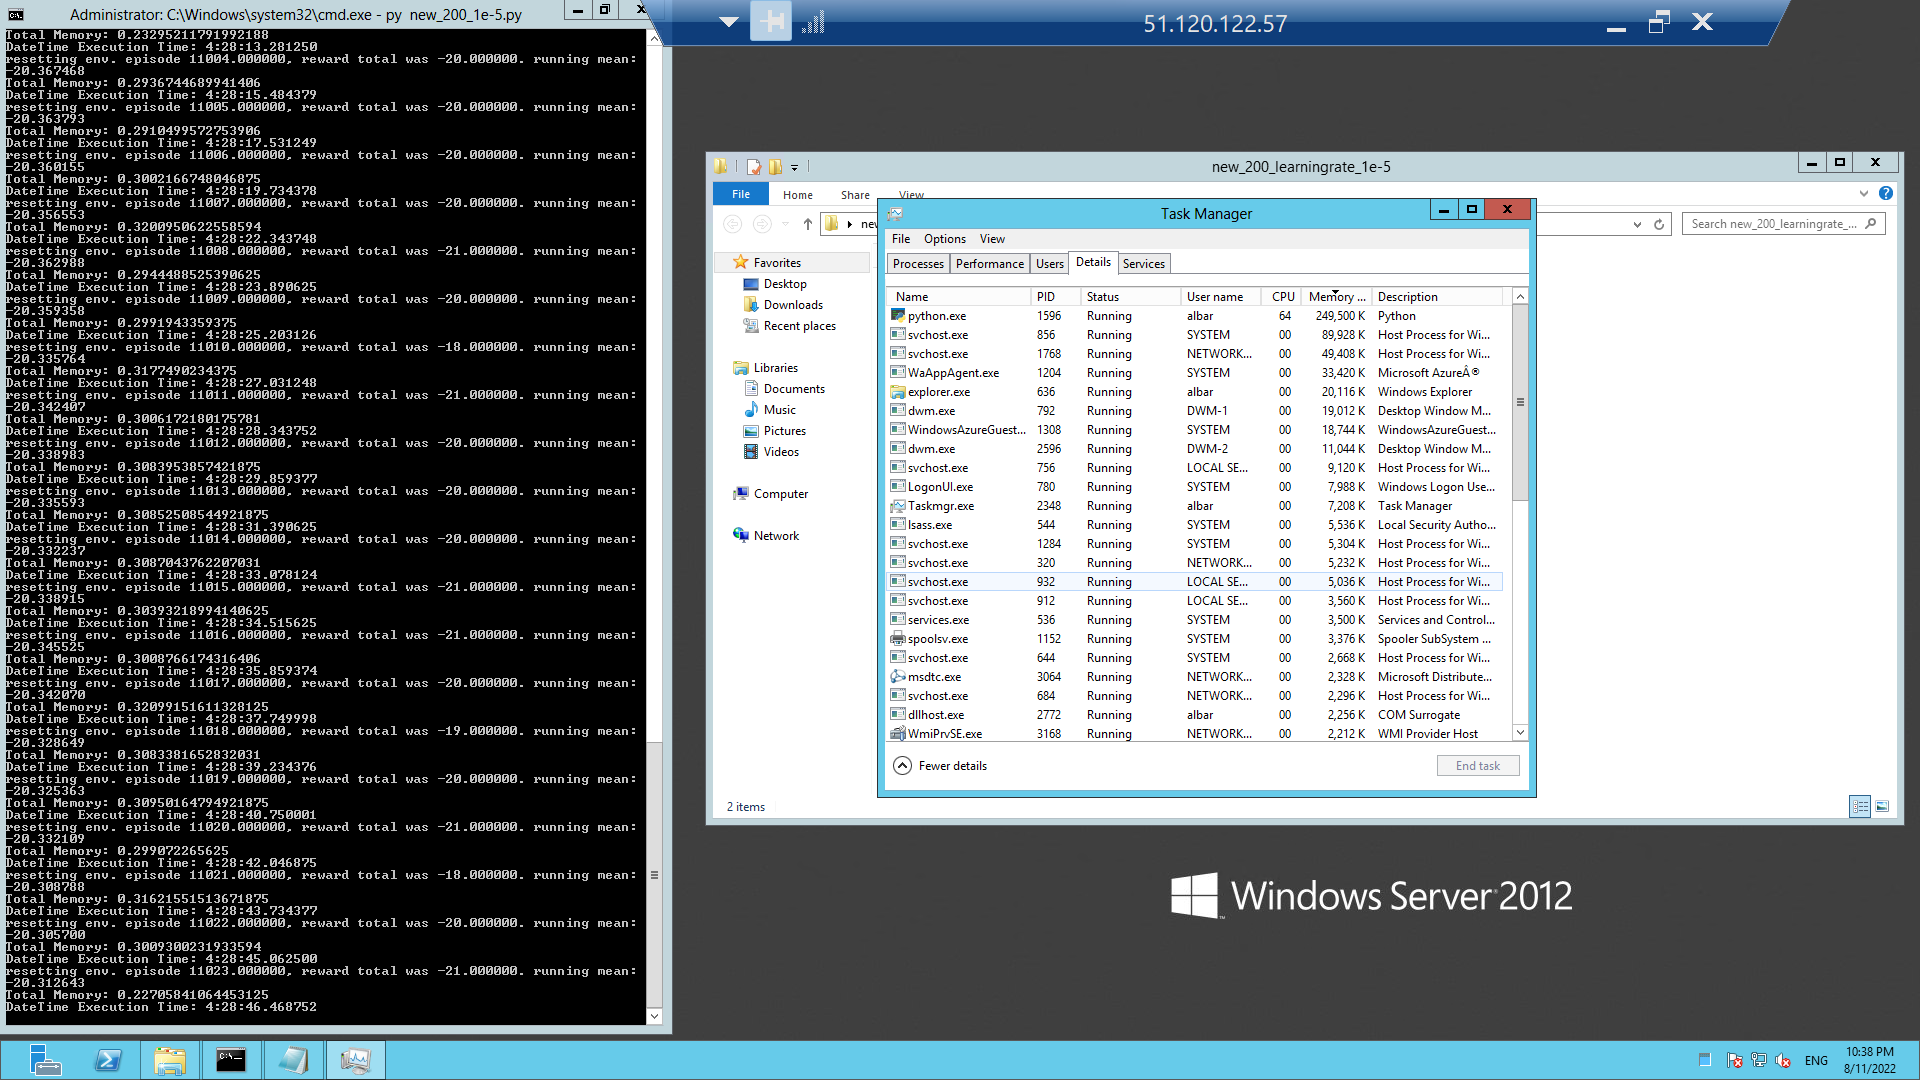 Administrator: C:\Windows\system32\cmd.exe - py  new_200_1e-5.py
Total Memory: 0.23295211791992188
DateTime Execution Time: 4:28:13.281250
resetting env. episode 11004.000000, reward total was -20.000000. running mean:
-20.367468
Total Memory: 0.2936744689941406
DateTime Execution Time: 4:28:15.484379
resetting env. episode 11005.000000, reward total was -20.000000. running mean:
-20.363793
Total Memory: 0.2910499572753906
DateTime Execution Time: 4:28:17.531249
resetting env. episode 11006.000000, reward total was -20.000000. running mean:
-20.360155
Total Memory: 0.3002166748046875
DateTime Execution Time: 4:28:19.734378
resetting env. episode 11007.000000, reward total was -20.000000. running mean:
-20.356553
Total Memory: 0.3200950622558594
DateTime Execution Time: 4:28:22.343748
resetting env. episode 11008.000000, reward total was -21.000000. running mean:
-20.362988
Total Memory: 0.2944488525390625
DateTime Execution Time: 4:28:23.890625
resetting env. episode 11009.000000, reward total was -20.000000. running mean:
-20.359358
Total Memory: 0.2991943359375
DateTime Execution Time: 4:28:25.203126
resetting env. episode 11010.000000, reward total was -18.000000. running mean:
-20.335764
Total Memory: 0.3177490234375
DateTime Execution Time: 4:28:27.031248
resetting env. episode 11011.000000, reward total was -21.000000. running mean:
-20.342407
Total Memory: 0.3006172180175781
DateTime Execution Time: 4:28:28.343752
resetting env. episode 11012.000000, reward total was -20.000000. running mean:
-20.338983
Total Memory: 0.3083953857421875
DateTime Execution Time: 4:28:29.859377
resetting env. episode 11013.000000, reward total was -20.000000. running mean:
-20.335593
Total Memory: 0.30852508544921875
DateTime Execution Time: 4:28:31.390625
resetting env. episode 11014.000000, reward total was -20.000000. running mean:
-20.332237
Total Memory: 0.3087043762207031
DateTime Execution Time: 4:28:33.078124
resetting env. episode 11015.000000, reward total was -21.000000. running mean:
-20.338915
Total Memory: 0.30393218994140625
DateTime Execution Time: 4:28:34.515625
resetting env. episode 11016.000000, reward total was -21.000000. running mean:
-20.345525
Total Memory: 0.3008766174316406
DateTime Execution Time: 4:28:35.859374
resetting env. episode 11017.000000, reward total was -20.000000. running mean:
-20.342070
Total Memory: 0.32099151611328125
DateTime Execution Time: 4:28:37.749998
resetting env. episode 11018.000000, reward total was -19.000000. running mean:
-20.328649
Total Memory: 0.3083381652832031
DateTime Execution Time: 4:28:39.234376
resetting env. episode 11019.000000, reward total was -20.000000. running mean:
-20.325363
Total Memory: 0.30950164794921875
DateTime Execution Time: 4:28:40.750001
resetting env. episode 11020.000000, reward total was -21.000000. running mean:
-20.332109
Total Memory: 0.299072265625
DateTime Execution Time: 4:28:42.046875
resetting env. episode 11021.000000, reward total was -18.000000. running mean:
-20.308788
Total Memory: 0.31621551513671875
DateTime Execution Time: 4:28:43.734377
resetting env. episode 11022.000000, reward total was -20.000000. running mean:
-20.305700
Total Memory: 0.3009300231933594
DateTime Execution Time: 4:28:45.062500
resetting env. episode 11023.000000, reward total was -21.000000. running mean:
-20.312643
Total Memory: 0.22705841064453125
DateTime Execution Time: 4:28:46.468752
51.120.122.57
new_200_learningrate_1e-5
File Home Share View
nev
Search new_200_learningrate_...
Favorites
Desktop
Downloads
Recent places
Libraries
Documents
Music
Pictures
Videos
Computer
Network
2 items
Task Manager
File Options View
Processes Performance Users Details Services
Name PID Status User name CPU Memory ... Description
python.exe 1596 Running albar 64 249,500 K Python
svchost.exe 856 Running SYSTEM 00 89,928 K Host Process for Wi...
svchost.exe 1768 Running NETWORK... 00 49,408 K Host Process for Wi...
WaAppAgent.exe 1204 Running SYSTEM 00 33,420 K Microsoft AzureÂ®
explorer.exe 636 Running albar 00 20,116 K Windows Explorer
dwm.exe 792 Running DWM-1 00 19,012 K Desktop Window M...
WindowsAzureGuest... 1308 Running SYSTEM 00 18,744 K WindowsAzureGuest...
dwm.exe 2596 Running DWM-2 00 11,044 K Desktop Window M...
svchost.exe 756 Running LOCAL SE... 00 9,120 K Host Process for Wi...
LogonUI.exe 780 Running SYSTEM 00 7,988 K Windows Logon Use...
Taskmgr.exe 2348 Running albar 00 7,208 K Task Manager
lsass.exe 544 Running SYSTEM 00 5,536 K Local Security Autho...
svchost.exe 1284 Running SYSTEM 00 5,304 K Host Process for Wi...
svchost.exe 320 Running NETWORK... 00 5,232 K Host Process for Wi...
svchost.exe 932 Running LOCAL SE... 00 5,036 K Host Process for Wi...
svchost.exe 912 Running LOCAL SE... 00 3,560 K Host Process for Wi...
services.exe 536 Running SYSTEM 00 3,500 K Services and Control...
spoolsv.exe 1152 Running SYSTEM 00 3,376 K Spooler SubSystem ...
svchost.exe 644 Running SYSTEM 00 2,668 K Host Process for Wi...
msdtc.exe 3064 Running NETWORK... 00 2,328 K Microsoft Distribute...
svchost.exe 684 Running NETWORK... 00 2,296 K Host Process for Wi...
dllhost.exe 2772 Running albar 00 2,256 K COM Surrogate
WmiPrvSE.exe 3168 Running NETWORK... 00 2,212 K WMI Provider Host
Fewer details
End task
Windows Server 2012
ENG
10:38 PM
8/11/2022